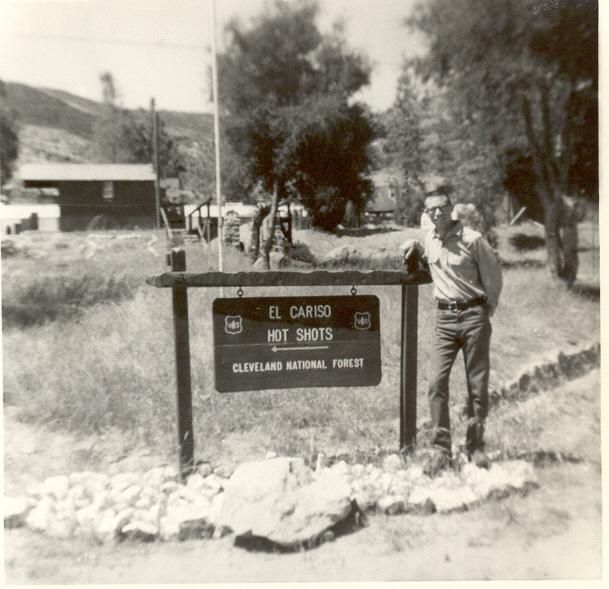 EL CARISO
HOT SHOTS
CLEVELAND NATIONAL FOREST